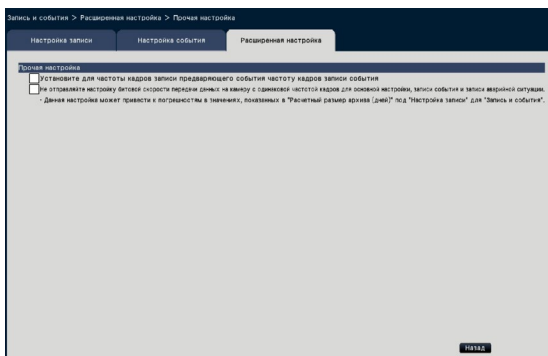 Запись и события > Расширенная настройка > Прочая настройка
Настройка записи
Настройка события
Расширенная настройка
Прочая настройка
Установите для частоты кадров записи предваряющего события частоту кадров записи события
Не отправляйте настройку битовой скорости передачи данных на камеру с одинаковой частотой кадров для основной настройки, записи события и записи аварийной ситуации.
- Данная настройка может привести к погрешностям в значениях, показанных в "Расчетный размер архива (дней)" под "Настройка записи" для "Запись и события".
Назад